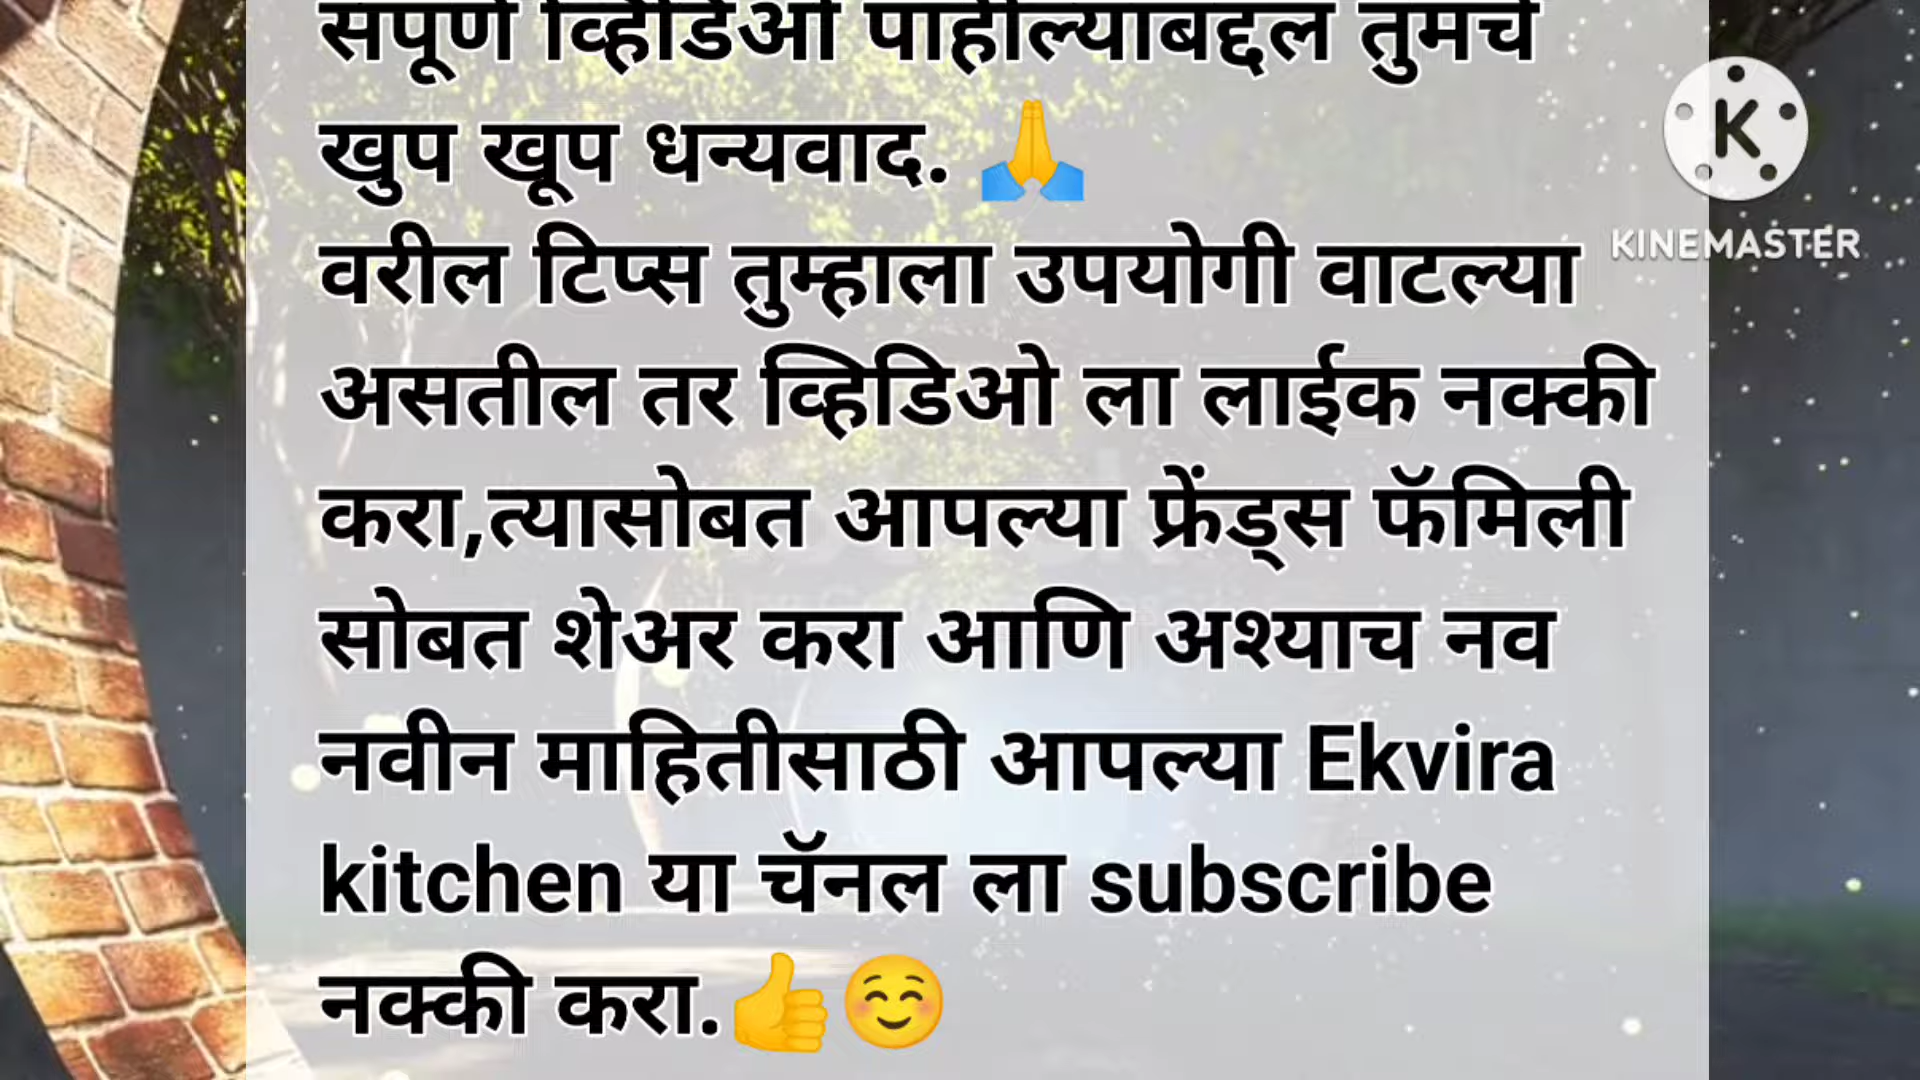 संपूर्ण व्हिडिओ पाहील्याबद्दल तुमचे
खुप खूप धन्यवाद. 🙏
वरील टिप्स तुम्हाला उपयोगी वाटल्या
असतील तर व्हिडिओ ला लाईक नक्की
करा,त्यासोबत आपल्या फ्रेंड्स फॅमिली
सोबत शेअर करा आणि अश्याच नव
नवीन माहितीसाठी आपल्या Ekvira
kitchen या चॅनल ला subscribe
नक्की करा.👍☺️
K
KINEMASTER